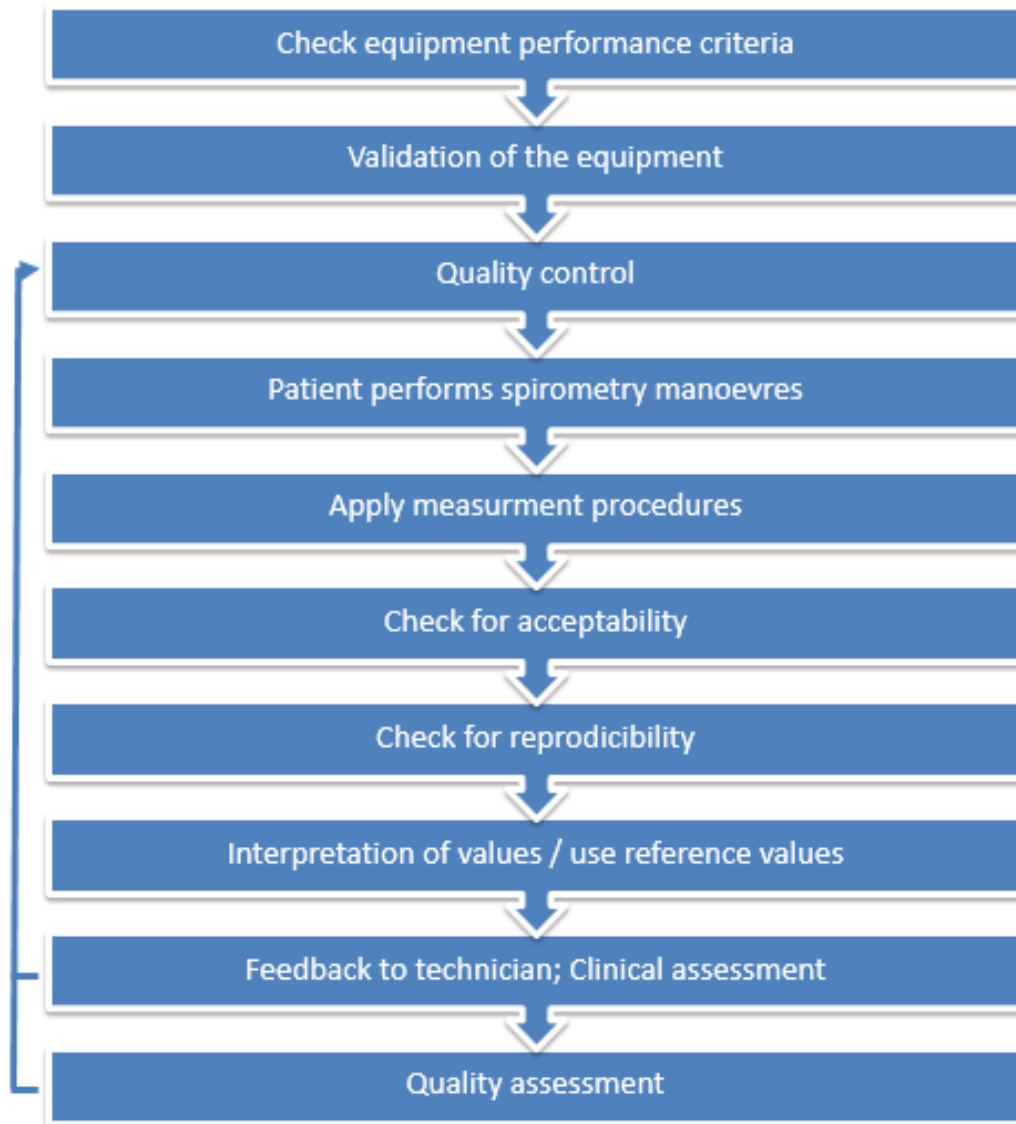 Check equipment performance criteria
Validation of the equipment
Quality control
Patient performs spirometry manoevres
Apply measurment procedures
Check for acceptability
Check for reprodicibility
Interpretation of values / use reference values
Feedback to technician; Clinical assessment
Quality assessment